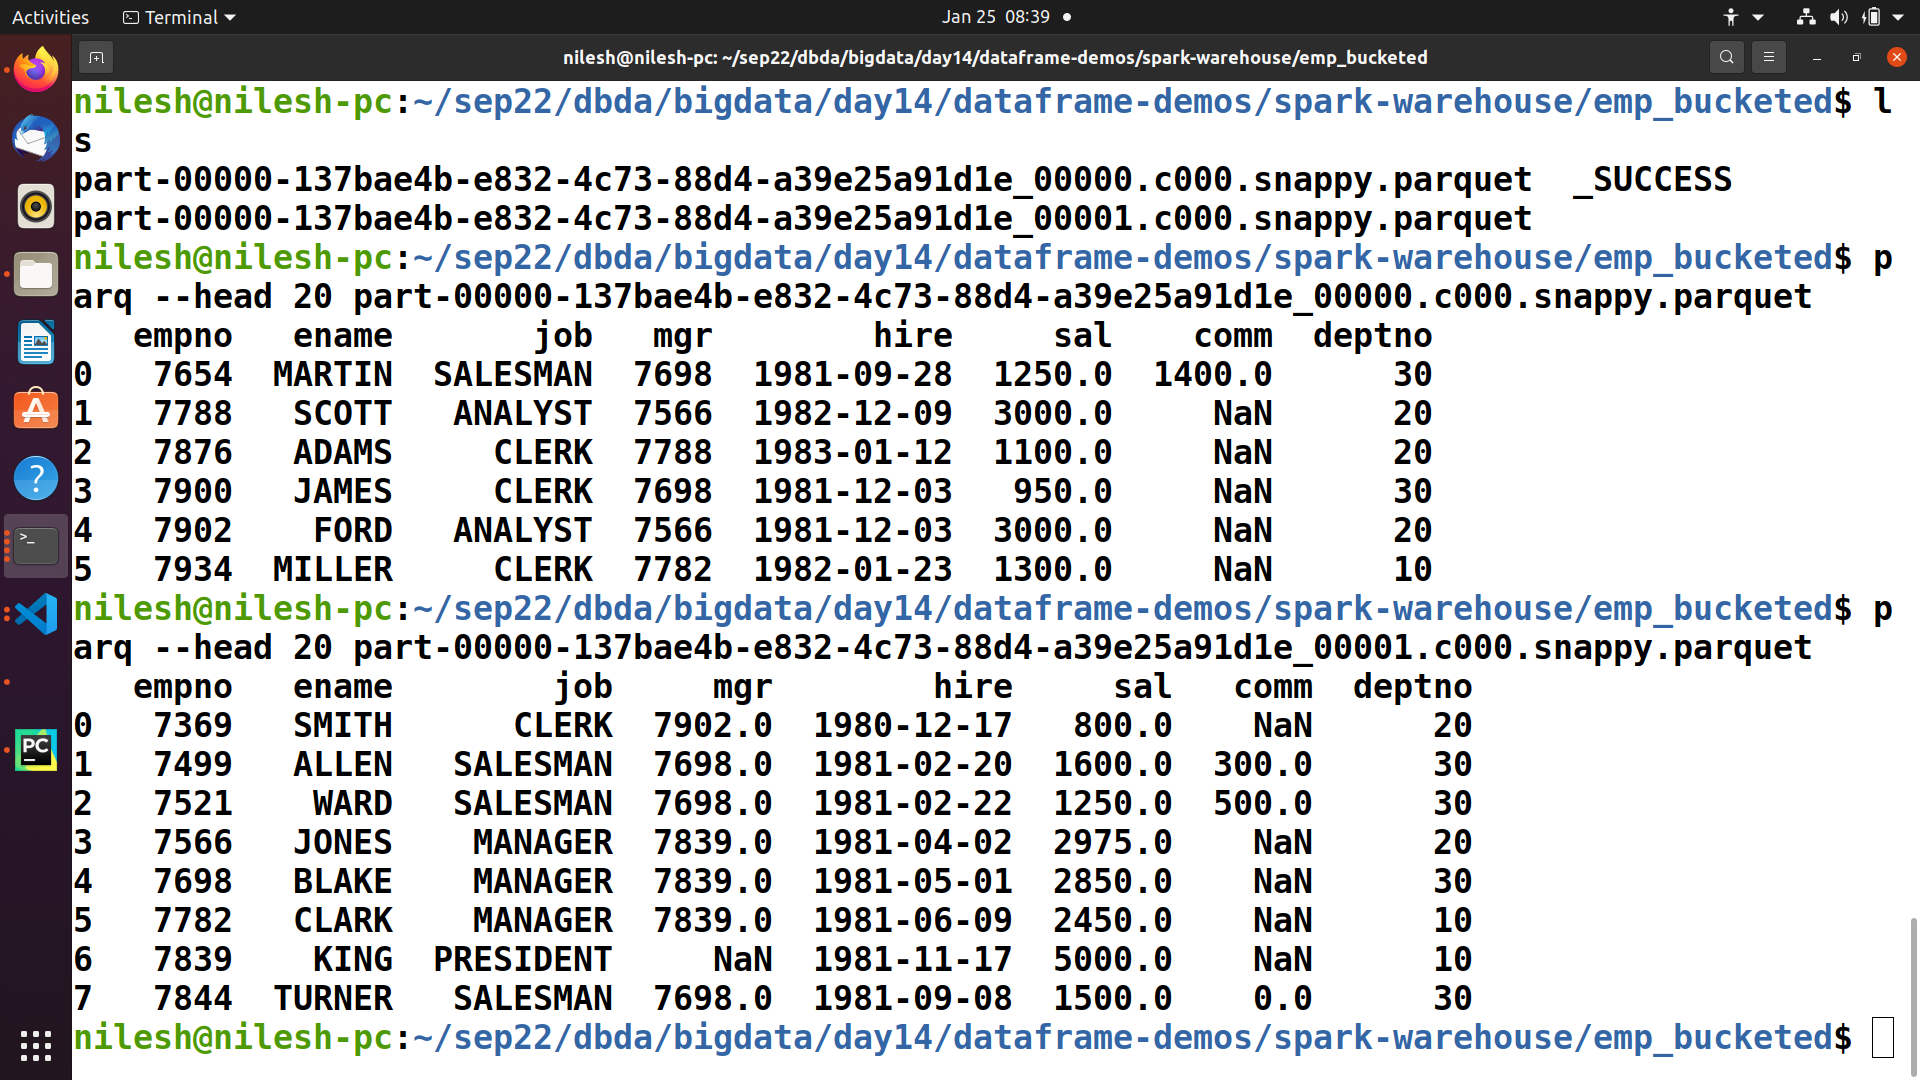 Activities Terminal Jan 25 08:39
nilesh@nilesh-pc: ~/sep22/dbda/bigdata/day14/dataframe-demos/spark-warehouse/emp_bucketed
nilesh@nilesh-pc:~/sep22/dbda/bigdata/day14/dataframe-demos/spark-warehouse/emp_bucketed$ l
s
part-00000-137bae4b-e832-4c73-88d4-a39e25a91d1e_00000.c000.snappy.parquet  _SUCCESS
part-00000-137bae4b-e832-4c73-88d4-a39e25a91d1e_00001.c000.snappy.parquet
nilesh@nilesh-pc:~/sep22/dbda/bigdata/day14/dataframe-demos/spark-warehouse/emp_bucketed$ p
arq --head 20 part-00000-137bae4b-e832-4c73-88d4-a39e25a91d1e_00000.c000.snappy.parquet
   empno   ename       job   mgr        hire     sal    comm  deptno
0   7654  MARTIN  SALESMAN  7698  1981-09-28  1250.0  1400.0      30
1   7788   SCOTT   ANALYST  7566  1982-12-09  3000.0     NaN      20
2   7876   ADAMS     CLERK  7788  1983-01-12  1100.0     NaN      20
3   7900   JAMES     CLERK  7698  1981-12-03   950.0     NaN      30
4   7902    FORD   ANALYST  7566  1981-12-03  3000.0     NaN      20
5   7934  MILLER     CLERK  7782  1982-01-23  1300.0     NaN      10
nilesh@nilesh-pc:~/sep22/dbda/bigdata/day14/dataframe-demos/spark-warehouse/emp_bucketed$ p
arq --head 20 part-00000-137bae4b-e832-4c73-88d4-a39e25a91d1e_00001.c000.snappy.parquet
   empno   ename        job     mgr        hire     sal   comm  deptno
0   7369   SMITH      CLERK  7902.0  1980-12-17   800.0    NaN      20
1   7499   ALLEN   SALESMAN  7698.0  1981-02-20  1600.0  300.0      30
2   7521    WARD   SALESMAN  7698.0  1981-02-22  1250.0  500.0      30
3   7566   JONES    MANAGER  7839.0  1981-04-02  2975.0    NaN      20
4   7698   BLAKE    MANAGER  7839.0  1981-05-01  2850.0    NaN      30
5   7782   CLARK    MANAGER  7839.0  1981-06-09  2450.0    NaN      10
6   7839    KING  PRESIDENT     NaN  1981-11-17  5000.0    NaN      10
7   7844  TURNER   SALESMAN  7698.0  1981-09-08  1500.0    0.0      30
nilesh@nilesh-pc:~/sep22/dbda/bigdata/day14/dataframe-demos/spark-warehouse/emp_bucketed$
PC